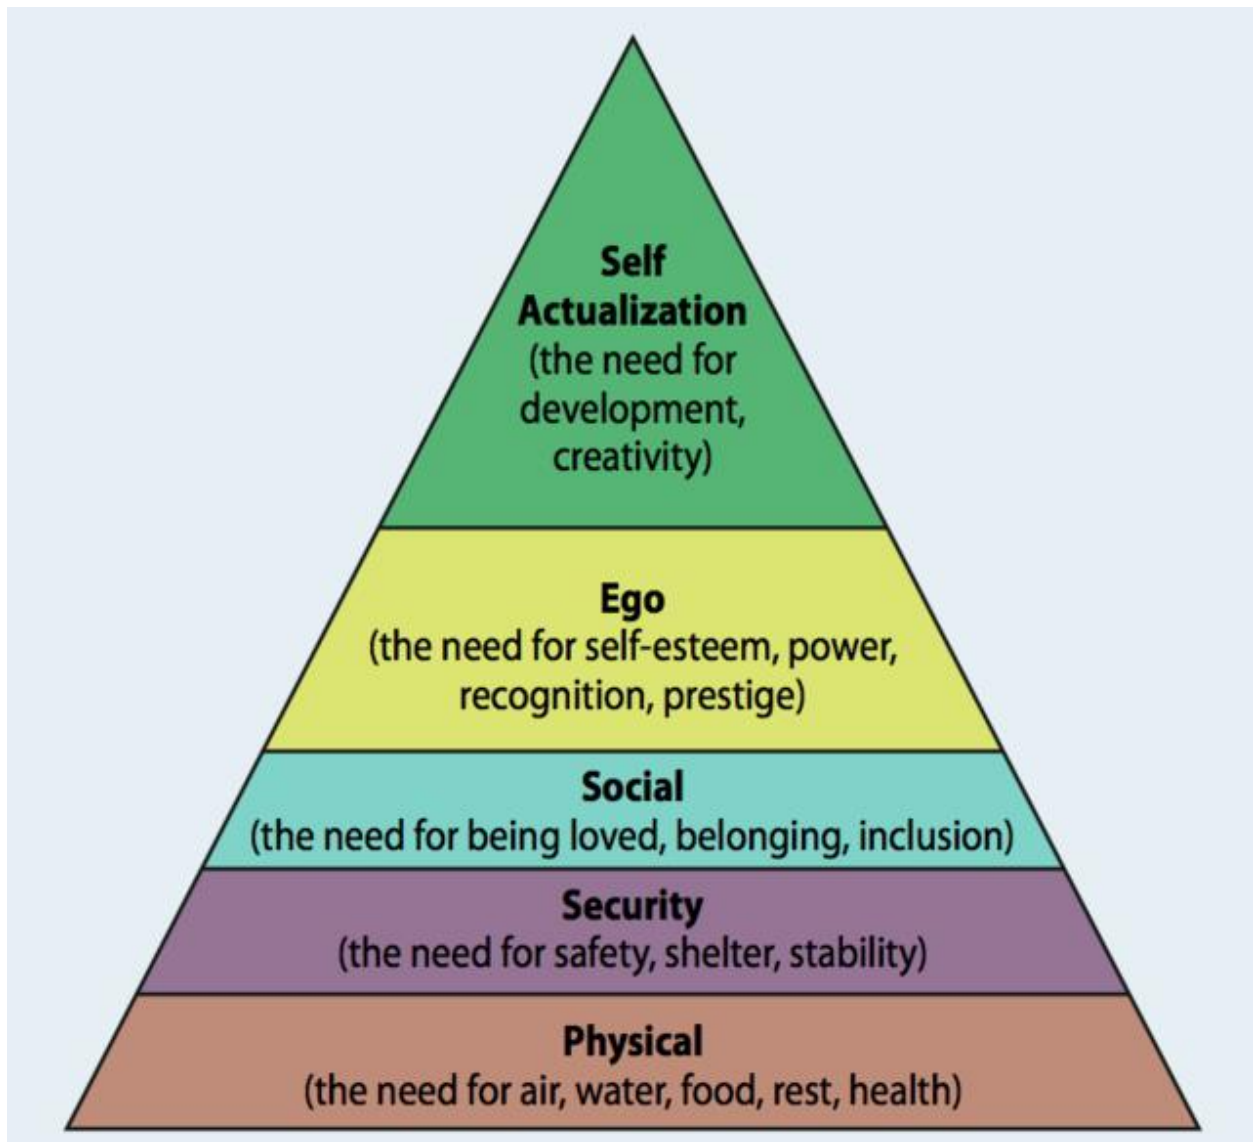 Self
Actualization
(the need for
development,
creativity)
Ego
(the need for self-esteem, power,
recognition, prestige)
Social
(the need for being loved, belonging, inclusion)
Security
(the need for safety, shelter, stability)
Physical
(the need for air, water, food, rest, health)